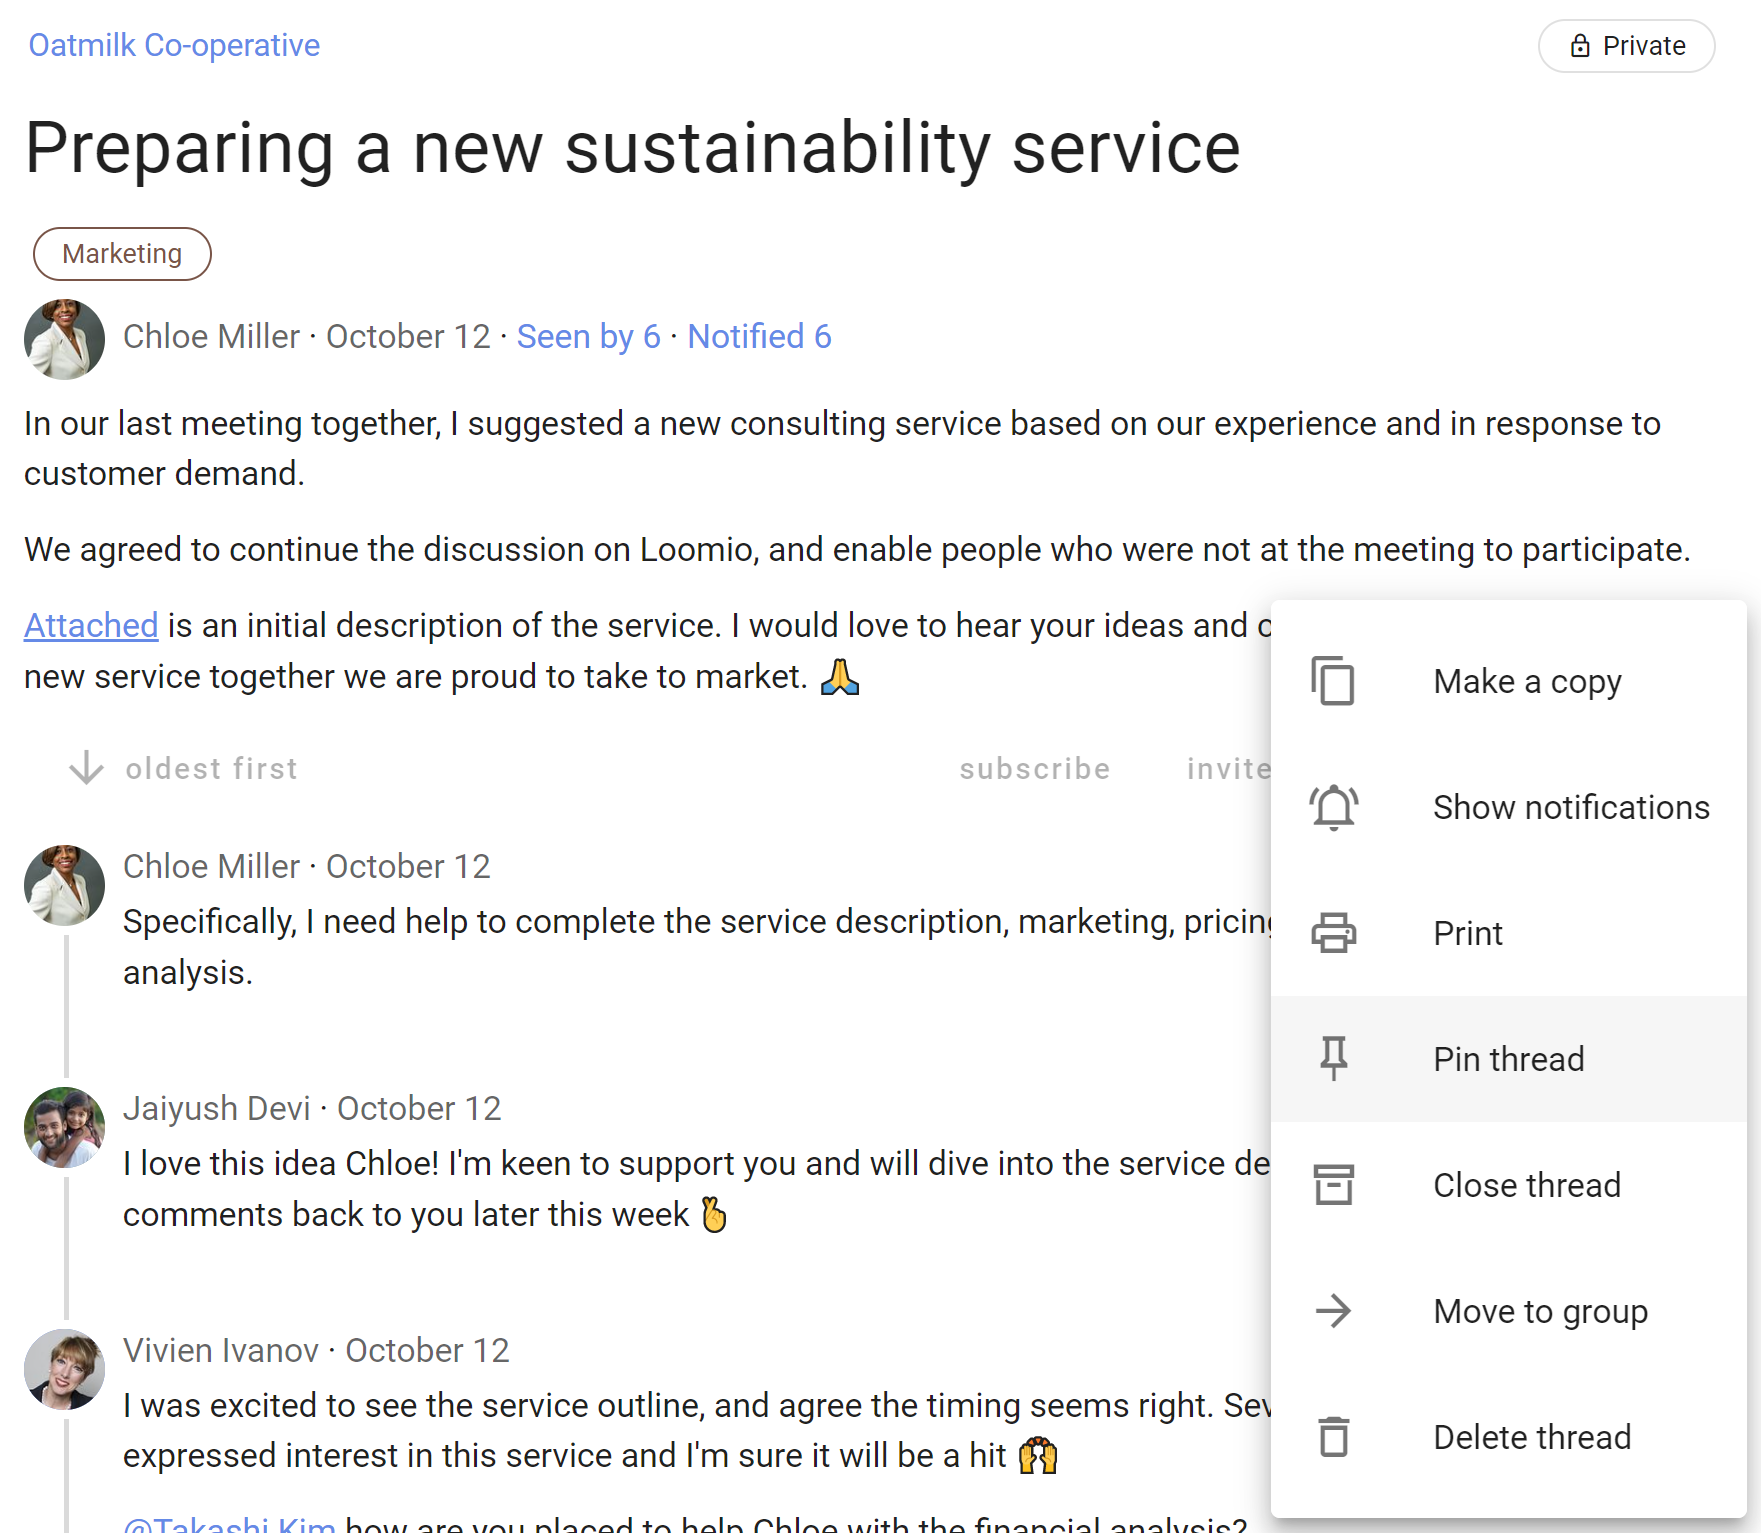 Oatmilk Co-operative
Private
Preparing a new sustainability service
Marketing
Chloe Miller · October 12 · Seen by 6 · Notified 6
In our last meeting together, I suggested a new consulting service based on our experience and in response to
customer demand.
We agreed to continue the discussion on Loomio, and enable people who were not at the meeting to participate.
Attached is an initial description of the service. I would love to hear your ideas and
new service together we are proud to take to market. 🙏
oldest first
subscribe
invite
Chloe Miller · October 12
Specifically, I need help to complete the service description, marketing, pricing
analysis.
Jaiyush Devi · October 12
I love this idea Chloe! I'm keen to support you and will dive into the service de
comments back to you later this week 🤞
Vivien Ivanov · October 12
I was excited to see the service outline, and agree the timing seems right. Sev
expressed interest in this service and I'm sure it will be a hit 🙌
@Takashi Kim how are you placed to help Chloe with the financial analysis?
Make a copy
Show notifications
Print
Pin thread
Close thread
Move to group
Delete thread